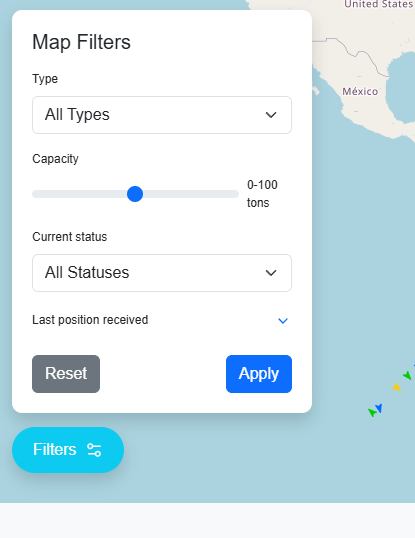 United States
Map Filters
Type
All Types
México
Capacity
0-100
tons
Current status
All Statuses
Last position received
Reset
Apply
Filters